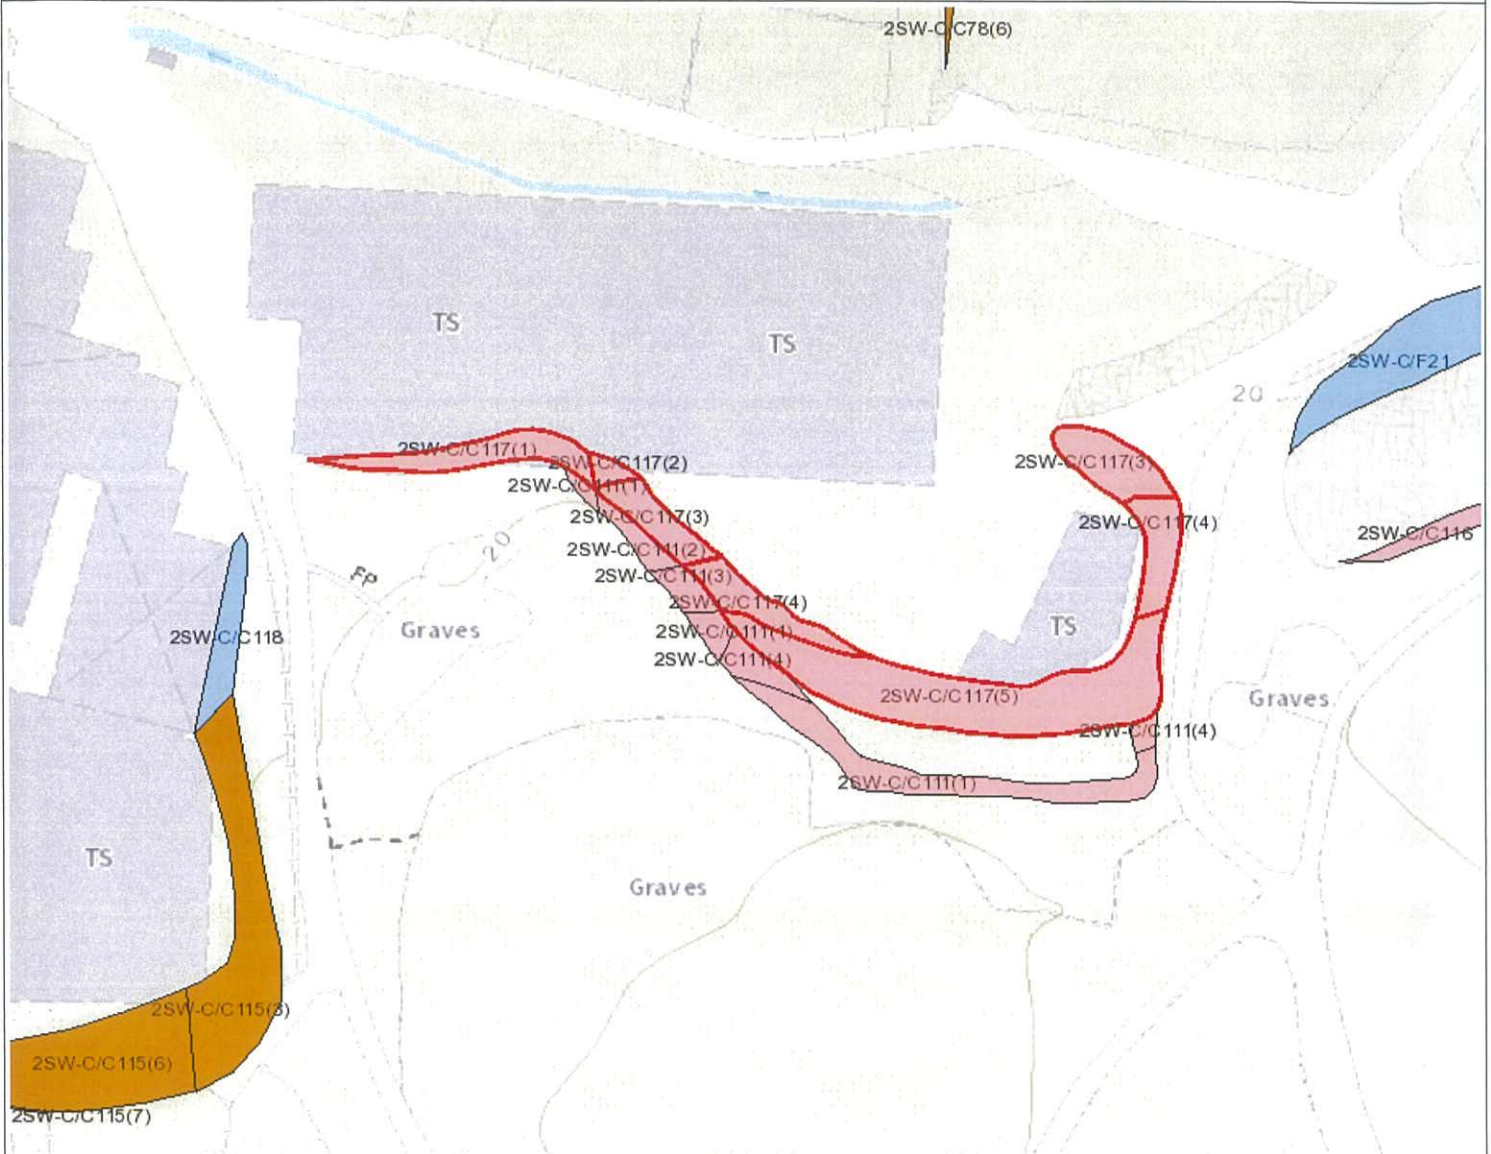 2SW-C/C78(6)
TS
TS
2SW-C/F21
20
2SW-C/C117(1)
2SW-C/C117(2)
2SW-C/C117(3)
2SW-C/C111(1)
2SW-C/C117(3)
2SW-C/C117(4)
2SW-C/C116
20
2SW-C/C111(2)
FP
2SW-C/C111(3)
2SW-C/C117(4)
Graves
2SW-C/C111(4)
TS
2SW-C/C118
2SW-C/C111(4)
2SW-C/C117(5)
Graves
2SW-C/C111(4)
2SW-C/C111(1)
TS
Graves
2SW-C/C115(3)
2SW-C/C115(6)
2SW-C/C115(7)